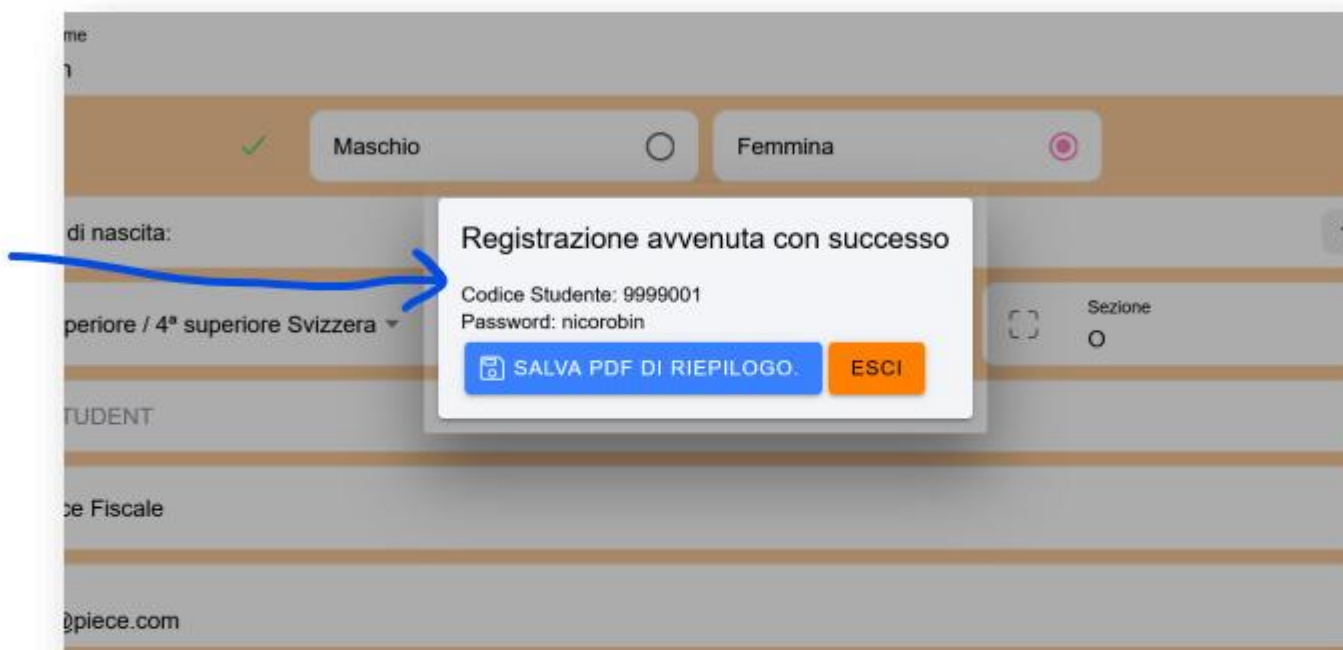 me
n
Maschio
Femmina
di nascita:
Registrazione avvenuta con successo
Codice Studente: 9999001
Password: nicorobin
SALVA PDF DI RIEPILOGO.
ESCI
periore / 4ª superiore Svizzera
Sezione
O
TUDENT
ce Fiscale
@piece.com